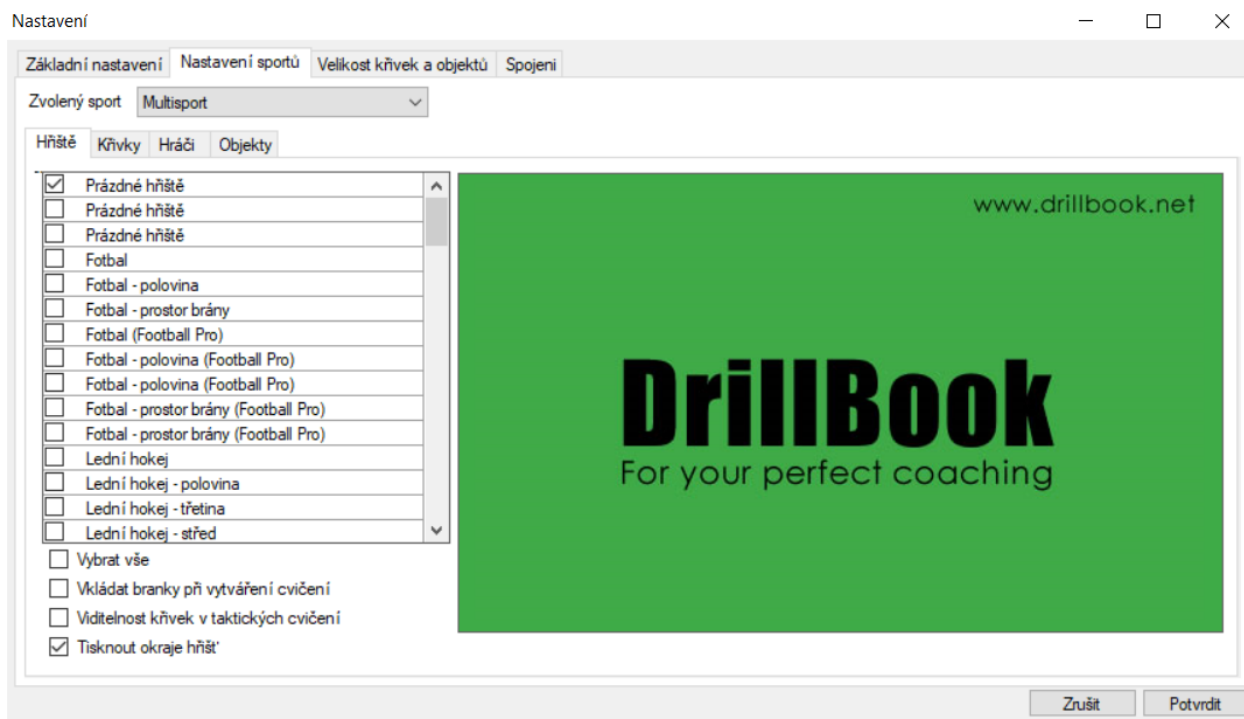 Nastavení
Základní nastavení Nastavení sportů Velikost křivek a objektů Spojeni
Zvolený sport Multisport
Hřiště Křivky Hráči Objekty
Prázdné hřiště
Prázdné hřiště
Prázdné hřiště
Fotbal
Fotbal - polovina
Fotbal - prostor brány
Fotbal (Football Pro)
Fotbal - polovina (Football Pro)
Fotbal - polovina (Football Pro)
Fotbal - prostor brány (Football Pro)
Fotbal - prostor brány (Football Pro)
Lední hokej
Lední hokej - polovina
Lední hokej - třetina
Lední hokej - střed
Vybrat vše
Vkládat branky při vytváření cvičení
Viditelnost křivek v taktických cvičení
Tisknout okraje hřišť
www.drillbook.net
DrillBook
For your perfect coaching
Zrušit Potvrdit